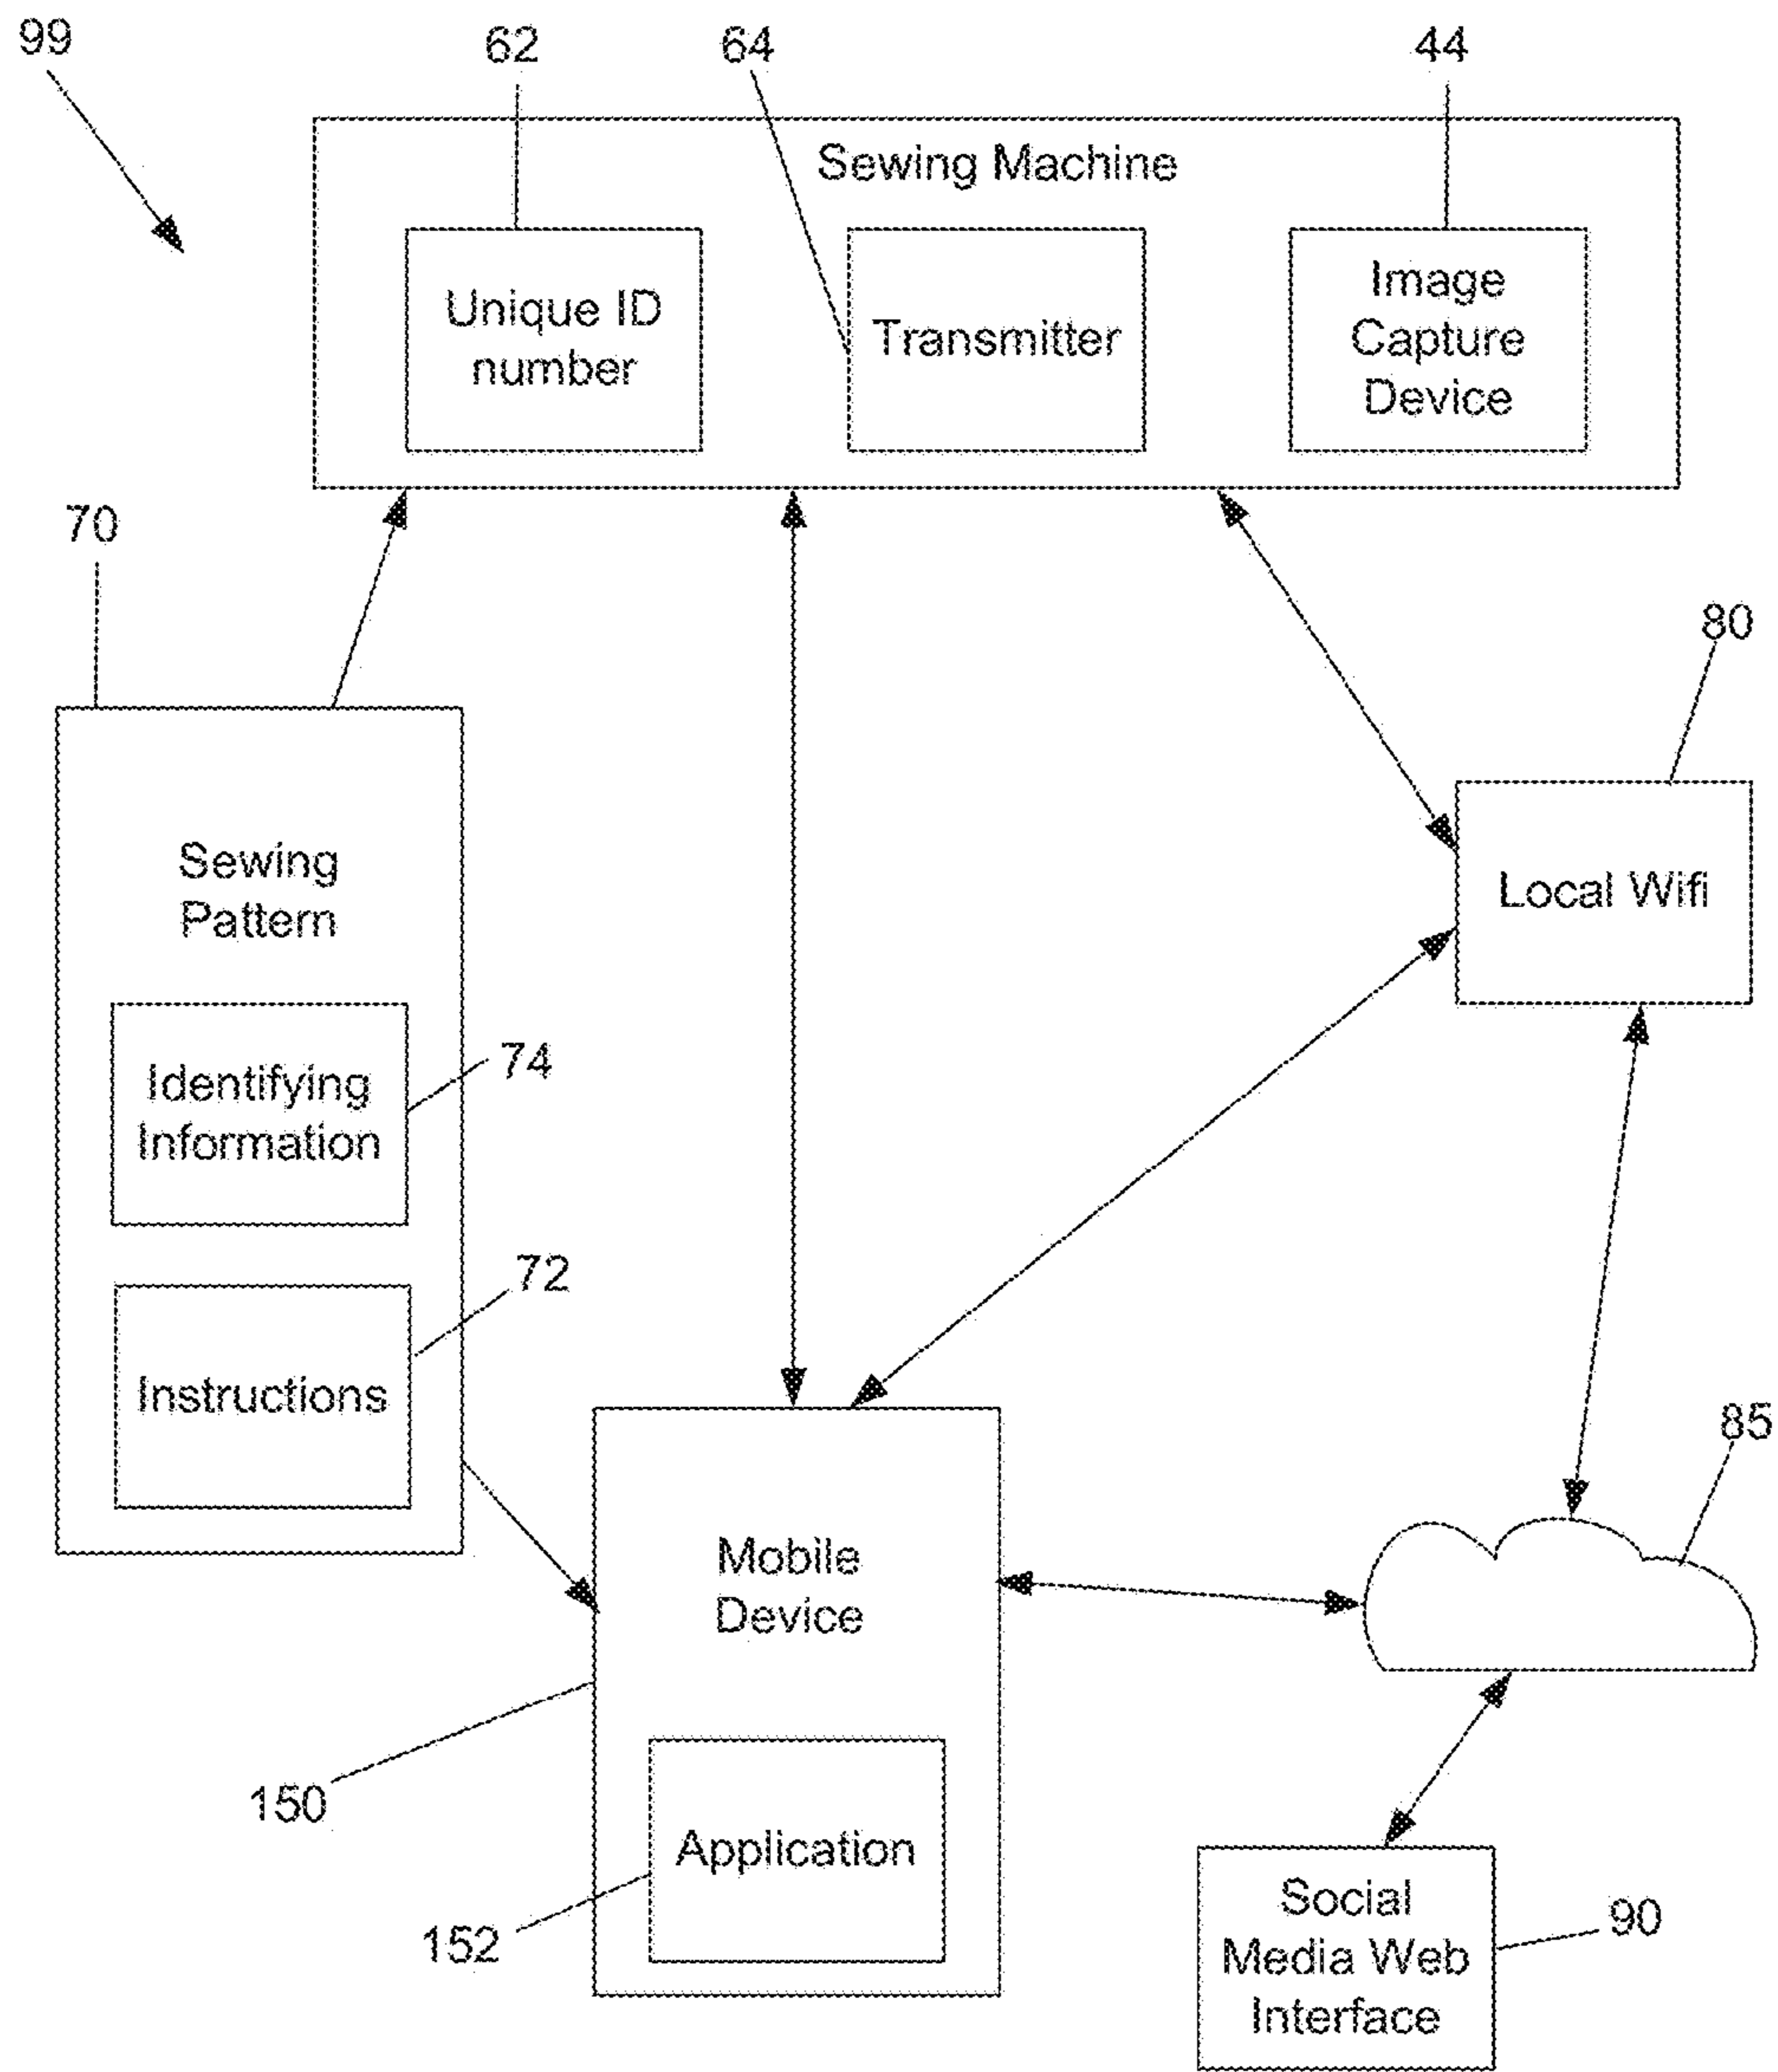 99
62
64
44
Sewing Machine
Unique ID
number
Transmitter
Image
Capture
Device
70
80
Sewing
Pattern
Local Wifi
Identifying
Information
74
72
Instructions
85
Mobile
Device
150
Application
152
Social
Media Web
Interface
90